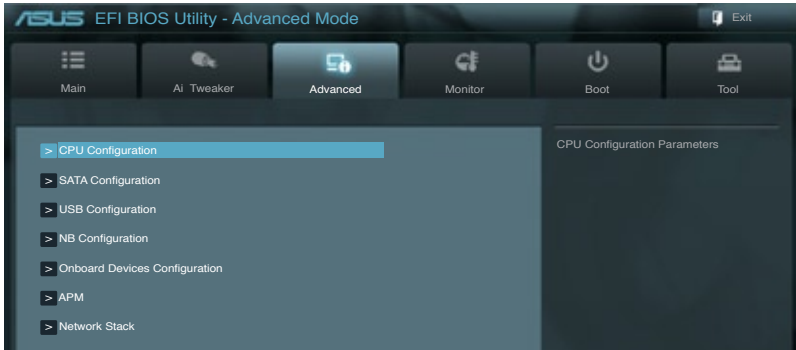 ASUS EFI BIOS Utility - Advanced Mode
Exit
Main
Ai Tweaker
Advanced
Monitor
Boot
Tool
> CPU Configuration
> SATA Configuration
> USB Configuration
> NB Configuration
> Onboard Devices Configuration
> APM
> Network Stack
CPU Configuration Parameters